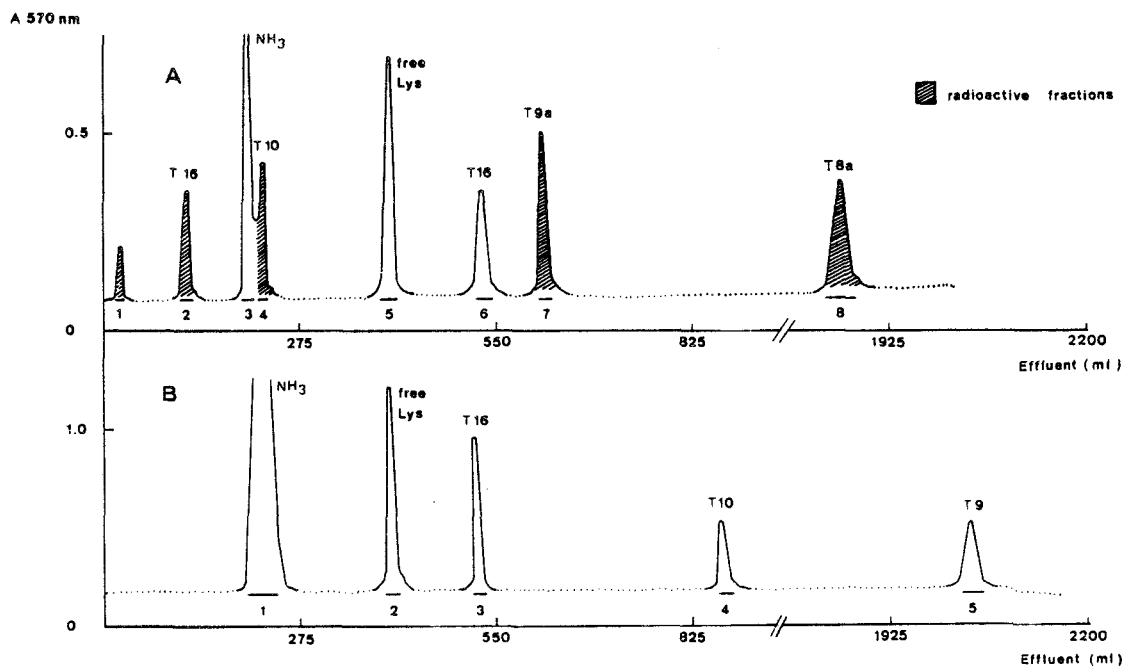 A 570 nm
NH3
A
free
Lys
radioactive fractions
T 16
T 10
T16
T9a
T8a
0.5
1 2 3 4 5 6 7 8
0
275 550 825 1925 2200
Effluent (ml)
B
NH3
free
Lys
T16
T10
T9
1.0
1 2 3 4 5
0
275 550 825 1925 2200
Effluent (ml)